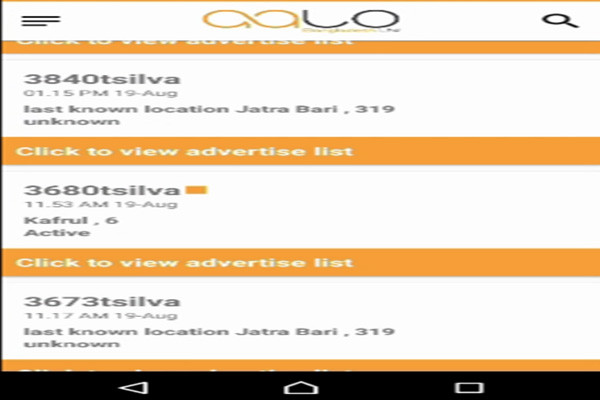 aalo
Click to view advertise list
3840tsilva
01.15 PM 19-Aug
last known location Jatra Bari , 319
unknown
Click to view advertise list
3680tsilva
11.53 AM 19-Aug
Kafrul , 6
Active
Click to view advertise list
3673tsilva
11.17 AM 19-Aug
last known location Jatra Bari , 319
unknown